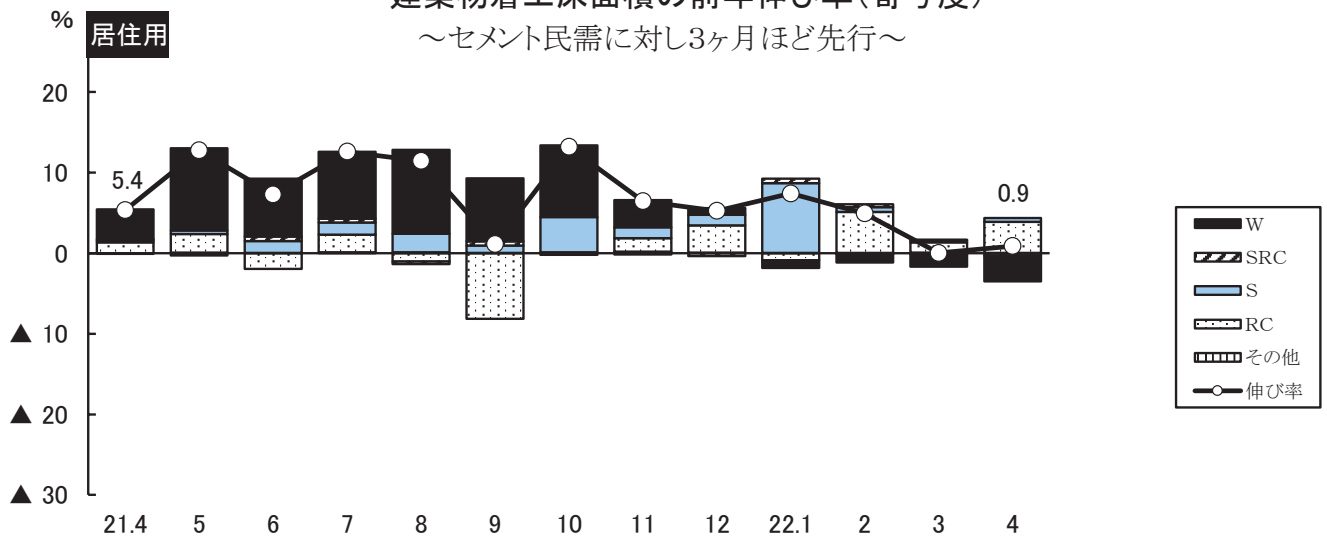 建築物着工床面積の前年伸び率（寄与度）
～セメント民需に対し3ヶ月ほど先行～
%
居住用
20
10
0
▲ 10
▲ 20
▲ 30
5.4
0.9
21.4 5 6 7 8 9 10 11 12 22.1 2 3 4
W
SRC
S
RC
その他
伸び率